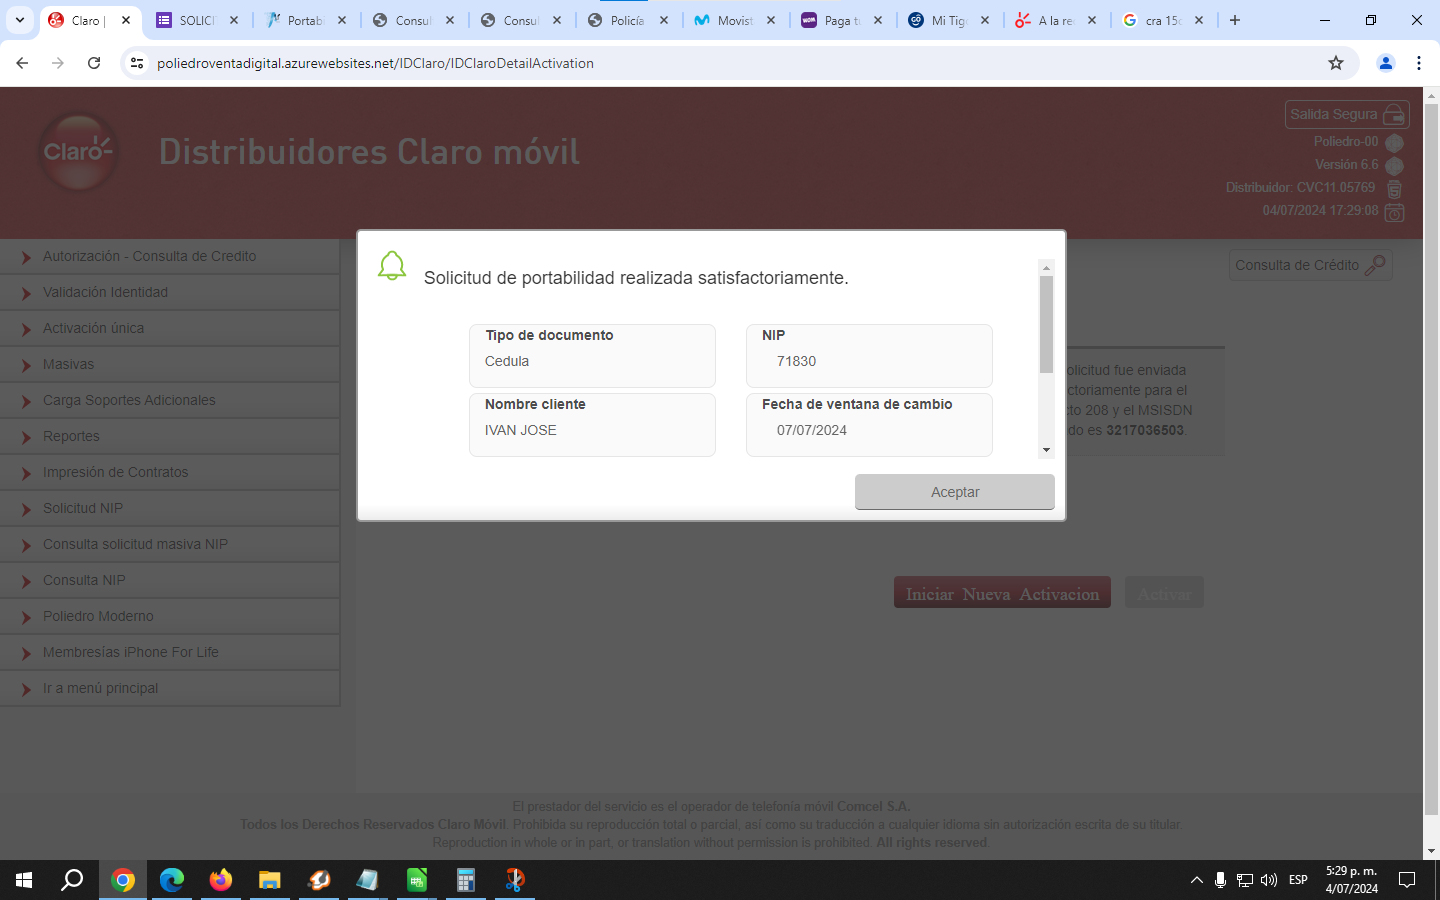 Claro |
SOLICI
Portabi
Consul
Consul
Policía
Movist
Paga tu
Mi Tigo
A la re
cra 15
poliedroventadigital.azurewebsites.net/IDClaro/IDClaroDetailActivation
Claro
Distribuidores Claro móvil
Salida Segura
Poliedro-00
Versión 6.6
Distribuidor: CVC11.05769
04/07/2024 17:29:08
Autorización - Consulta de Credito
Validación Identidad
Activación única
Masivas
Carga Soportes Adicionales
Reportes
Impresión de Contratos
Solicitud NIP
Consulta solicitud masiva NIP
Consulta NIP
Poliedro Moderno
Membresías iPhone For Life
Ir a menú principal
Consulta de Crédito
Solicitud de portabilidad realizada satisfactoriamente.
Tipo de documento
Cedula
NIP
71830
Nombre cliente
IVAN JOSE
Fecha de ventana de cambio
07/07/2024
Aceptar
olicitud fue enviada
ctoriamente para el
cto 208 y el MSISDN
do es 3217036503.
Iniciar Nueva Activacion
Activar
El prestador del servicio es el operador de telefonía móvil Comcel S.A.
Todos los Derechos Reservados Claro Móvil. Prohibida su reproducción total o parcial, así como su traducción a cualquier idioma sin autorización escrita de su titular.
Reproduction in whole or in part, or translation without permission is prohibited. All rights reserved.
ESP
5:29 p. m.
4/07/2024